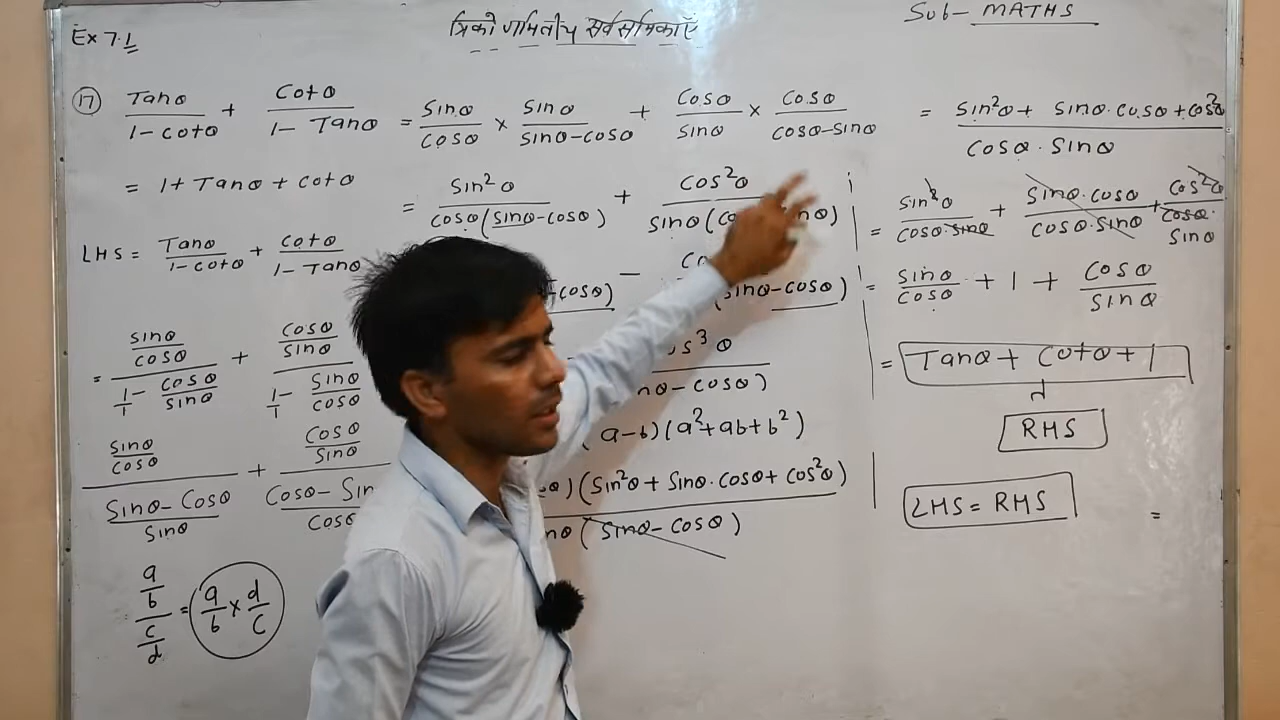 Ex 7.1
त्रिकोणमितीय सर्वसमिकाएँ
Sub- MATHS
(17) Tanθ/(1-cotθ) + Cotθ/(1-Tanθ)
= 1+ Tanθ + cotθ
LHS = Tanθ/(1-cotθ) + cotθ/(1-Tanθ)
= (sinθ/cosθ)/(1/1 - cosθ/sinθ) + (cosθ/sinθ)/(1/1 - sinθ/cosθ)
(sinθ/cosθ)/((sinθ-cosθ)/sinθ) + (cosθ/sinθ)/(cosθ- Sin
Cosθ
(a/b)/(c/d) = a/b × d/c
= sinθ/cosθ × sinθ/(sinθ-cosθ) + cosθ/sinθ × cosθ/(cosθ-sinθ)
= sin²θ/(cosθ(sinθ-cosθ)) + cos²θ/
sinθ(
nθ)
-cosθ) -
(sinθ-cosθ)
s³θ
nθ-cosθ)
(a-b)(a²+ab+b²)
θ)(sin²θ + sinθ.cosθ + cos²θ)
nθ(sinθ-cosθ)
= (sin²θ + sinθ.cosθ + cos²θ)/(cosθ.sinθ)
= sin²θ/(cosθ.sinθ) + (sinθ.cosθ)/(cosθ.sinθ) + cos²θ/(cosθ.sinθ)
= sinθ/cosθ + 1 + cosθ/sinθ
= Tanθ + cotθ + 1
RHS
LHS = RHS
=